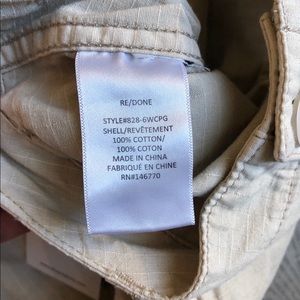 RE/DONE
STYLE#828-6WCPG
SHELL/REVÊTEMENT
100% COTTON/
100% COTON
MADE IN CHINA
FABRIQUÉ EN CHINE
RN#146770